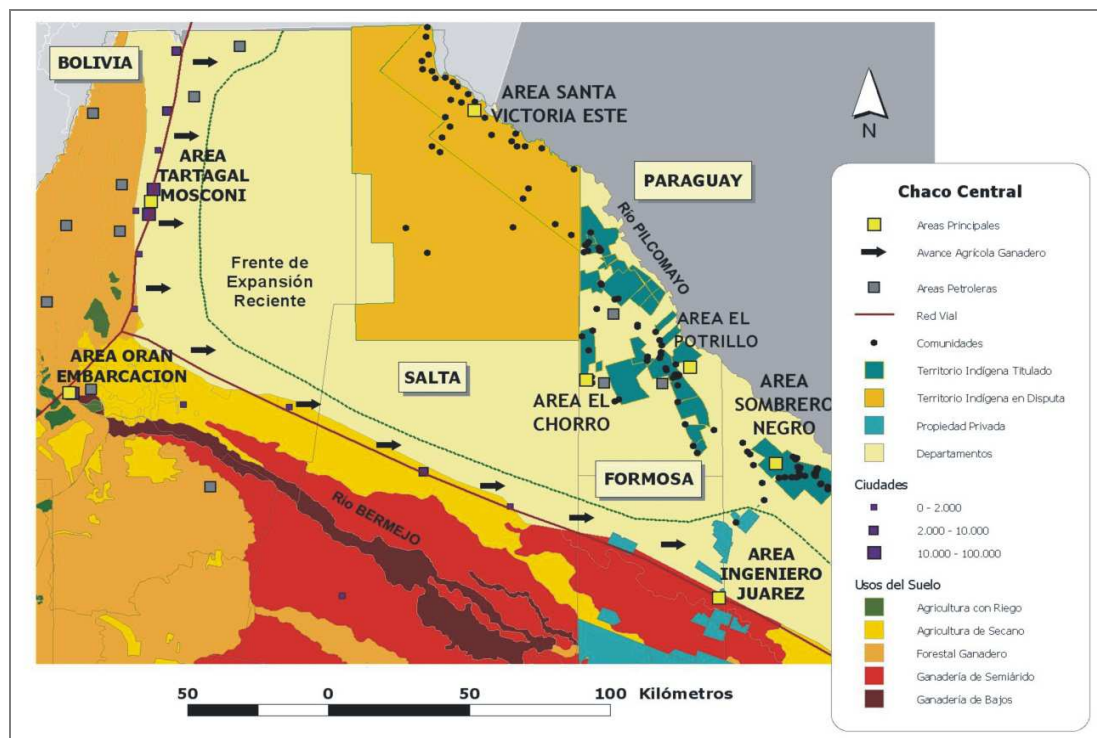 BOLIVIA
AREA SANTA
VICTORIA ESTE
N
AREA
TARTAGAL
MOSCONI
PARAGUAY
Río PILCOMAYO
Frente de
Expansión
Reciente
AREA EL
POTRILLO
AREA ORAN
EMBARCACION
SALTA
AREA EL
CHORRO
AREA
SOMBRERO
NEGRO
FORMOSA
Río BERMEJO
AREA
INGENIERO
JUAREZ
50 0 50 100 Kilómetros
Chaco Central
Areas Principales
Avance Agrícola Ganadero
Areas Petroleras
Red Vial
Comunidades
Territorio Indígena Titulado
Territorio Indígena en Disputa
Propiedad Privada
Departamentos
Ciudades
0 - 2.000
2.000 - 10.000
10.000 - 100.000
Usos del Suelo
Agricultura con Riego
Agricultura de Secano
Forestal Ganadero
Ganadería de Semiárido
Ganadería de Bajos